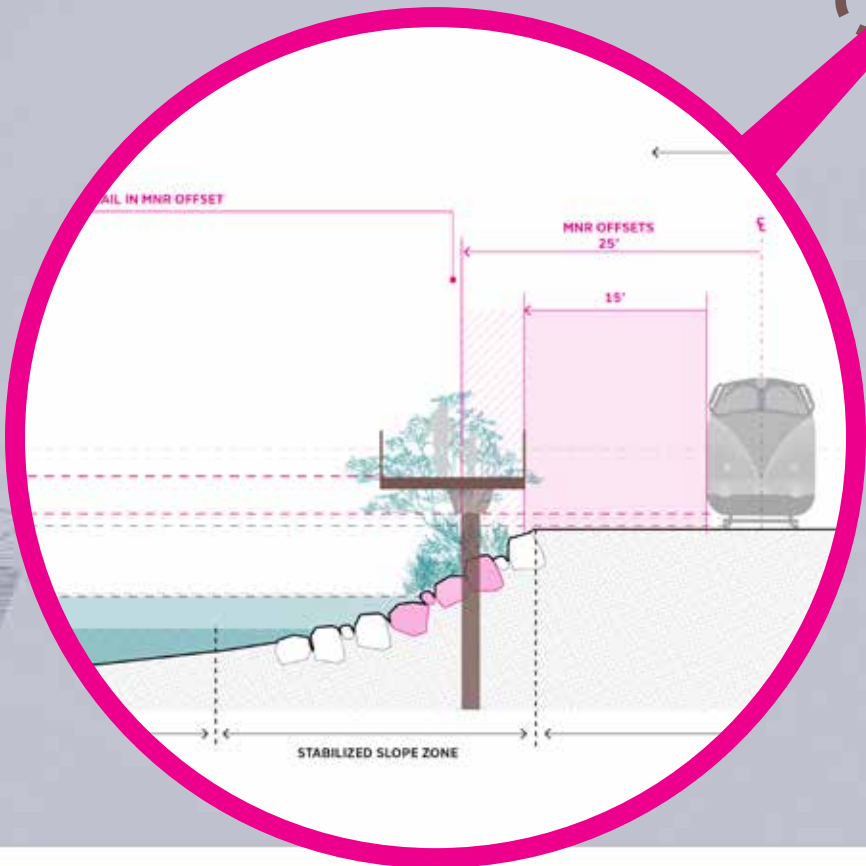 AIL IN MNR OFFSET
MNR OFFSETS
25'
℄
15'
STABILIZED SLOPE ZONE